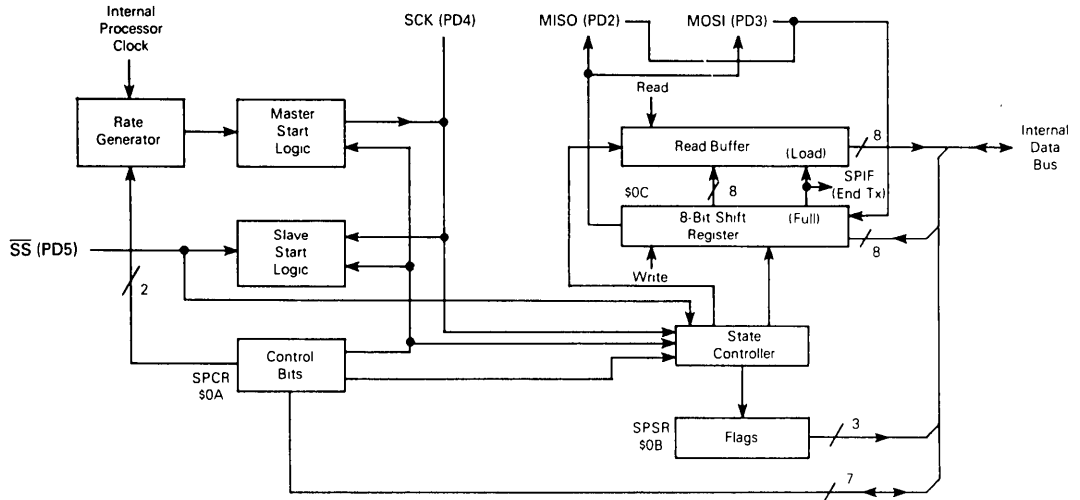 Internal
Processor
Clock
SCK (PD4)
MISO (PD2)
MOSI (PD3)
Rate
Generator
Master
Start
Logic
Read
Read Buffer
(Load)
8
Internal
Data
Bus
$0C
8
SPIF
(End Tx)
8-Bit Shift
Register
(Full)
8
SS (PD5)
Slave
Start
Logic
Write
2
SPCR
$0A
Control
Bits
State
Controller
SPSR
$0B
Flags
3
7